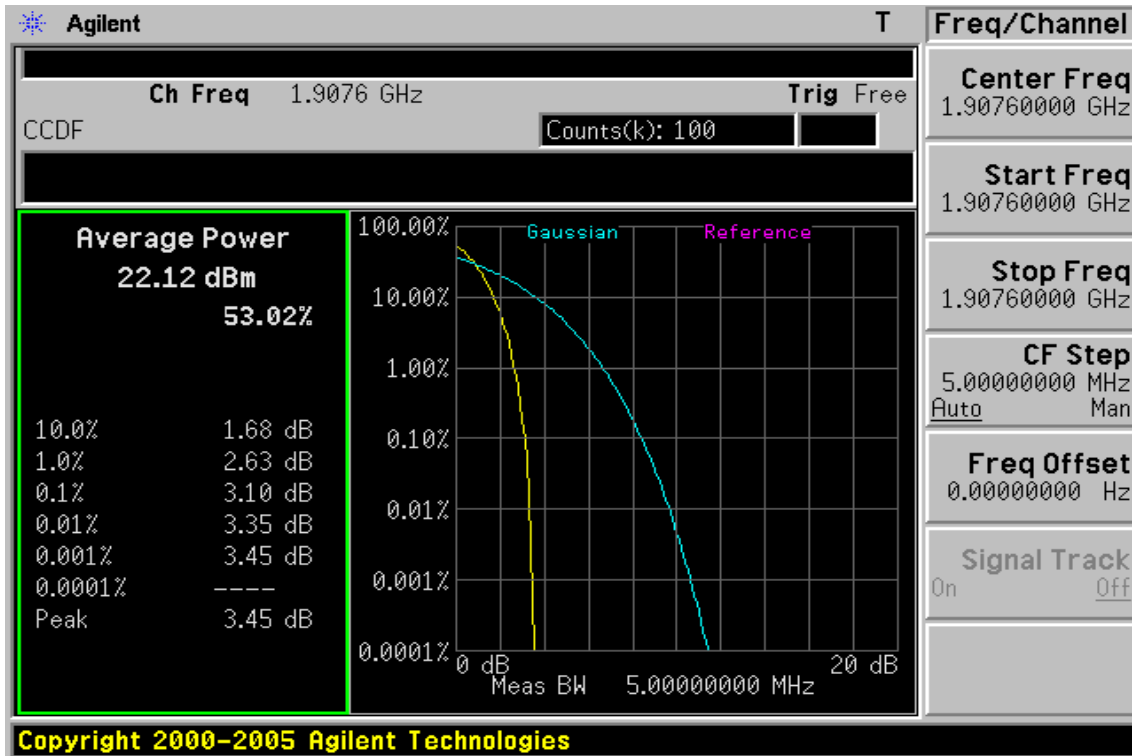 Agilent T
Ch Freq 1.9076 GHz Trig Free
CCDF
Counts(k): 100
Average Power
22.12 dBm
53.02%
10.0% 1.68 dB
1.0% 2.63 dB
0.1% 3.10 dB
0.01% 3.35 dB
0.001% 3.45 dB
0.0001% ----
Peak 3.45 dB
Gaussian Reference
100.00%
10.00%
1.00%
0.10%
0.01%
0.001%
0.0001%
0 dB 20 dB
Meas BW 5.00000000 MHz
Freq/Channel
Center Freq
1.90760000 GHz
Start Freq
1.90760000 GHz
Stop Freq
1.90760000 GHz
CF Step
5.00000000 MHz
Auto Man
Freq Offset
0.00000000 Hz
Signal Track
On Off
Copyright 2000-2005 Agilent Technologies